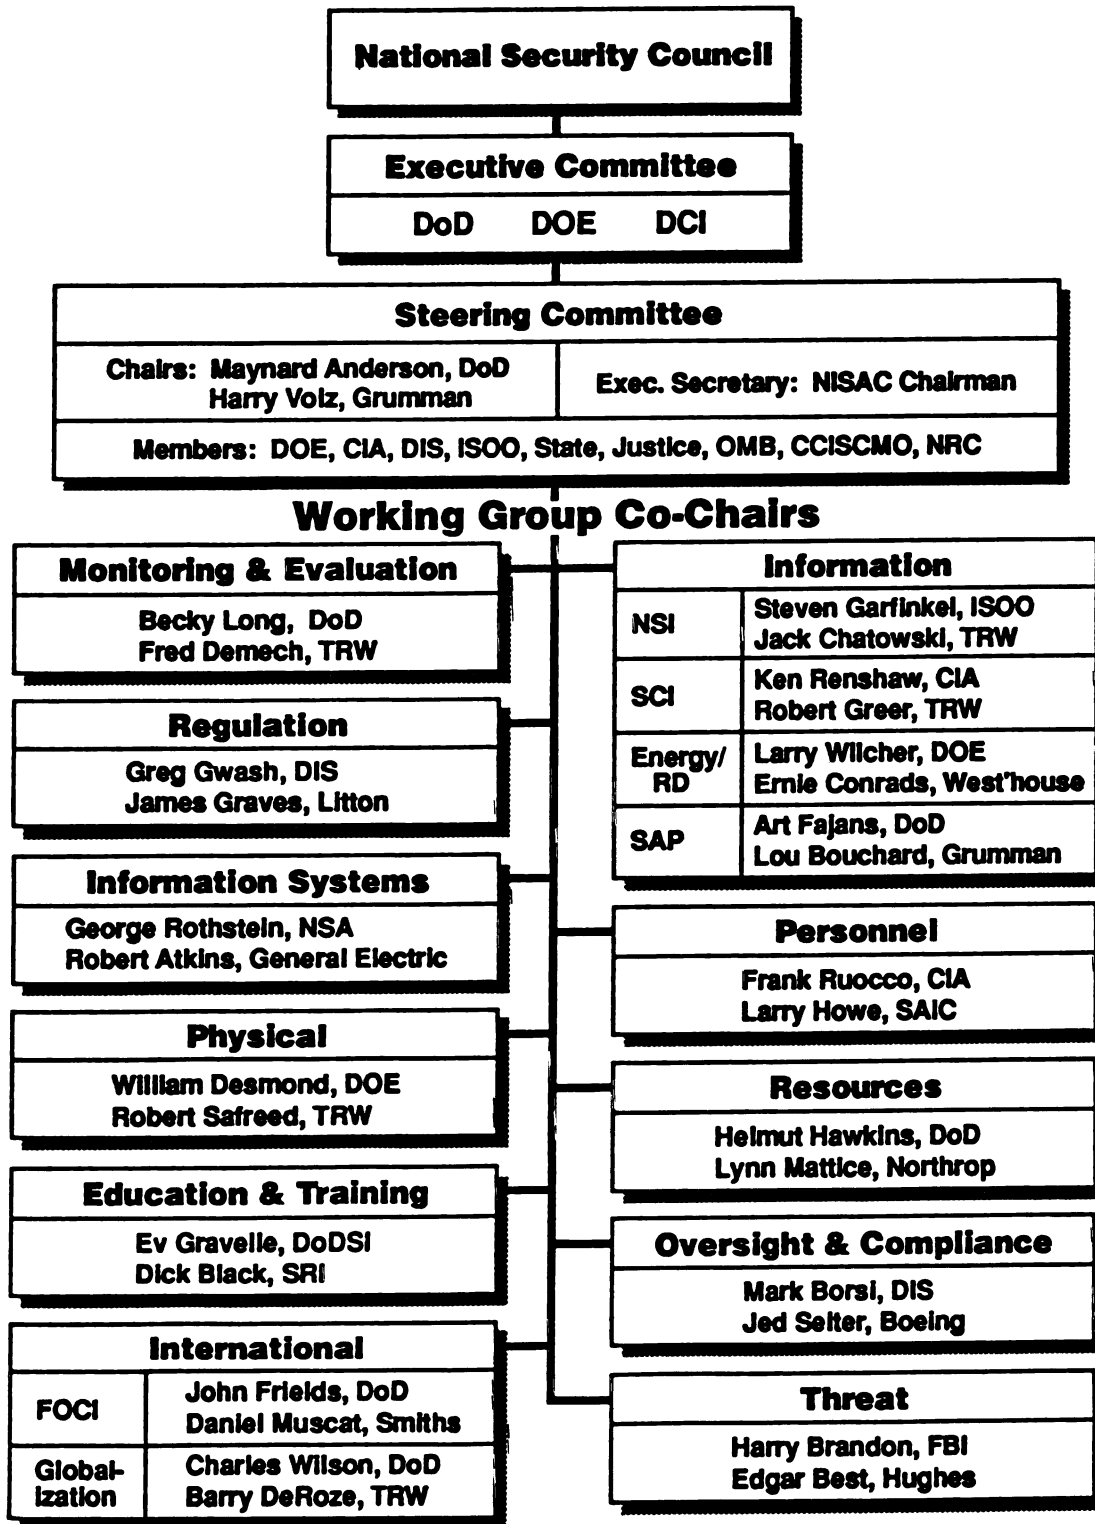 National Security Council
Executive Committee
DoD DOE DCI
Steering Committee
Chairs: Maynard Anderson, DoD
Harry Volz, Grumman
Exec. Secretary: NISAC Chairman
Members: DOE, CIA, DIS, ISOO, State, Justice, OMB, CCISCMO, NRC
Working Group Co-Chairs
Monitoring & Evaluation
Becky Long, DoD
Fred Demech, TRW
Regulation
Greg Gwash, DIS
James Graves, Litton
Information Systems
George Rothstein, NSA
Robert Atkins, General Electric
Physical
William Desmond, DOE
Robert Safreed, TRW
Education & Training
Ev Gravelle, DoDSI
Dick Black, SRI
International
FOCI
John Frields, DoD
Daniel Muscat, Smiths
Global-
ization
Charles Wilson, DoD
Barry DeRoze, TRW
Information
NSI
Steven Garfinkel, ISOO
Jack Chatowski, TRW
SCI
Ken Renshaw, CIA
Robert Greer, TRW
Energy/
RD
Larry Wilcher, DOE
Ernie Conrads, West'house
SAP
Art Fajans, DoD
Lou Bouchard, Grumman
Personnel
Frank Ruocco, CIA
Larry Howe, SAIC
Resources
Helmut Hawkins, DoD
Lynn Mattice, Northrop
Oversight & Compliance
Mark Borsi, DIS
Jed Selter, Boeing
Threat
Harry Brandon, FBI
Edgar Best, Hughes